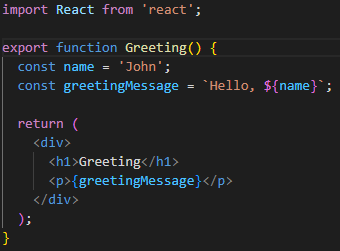 import React from 'react';

export function Greeting() {
  const name = 'John';
  const greetingMessage = `Hello, ${name}`;

  return (
    <div>
      <h1>Greeting</h1>
      <p>{greetingMessage}</p>
    </div>
  );
}